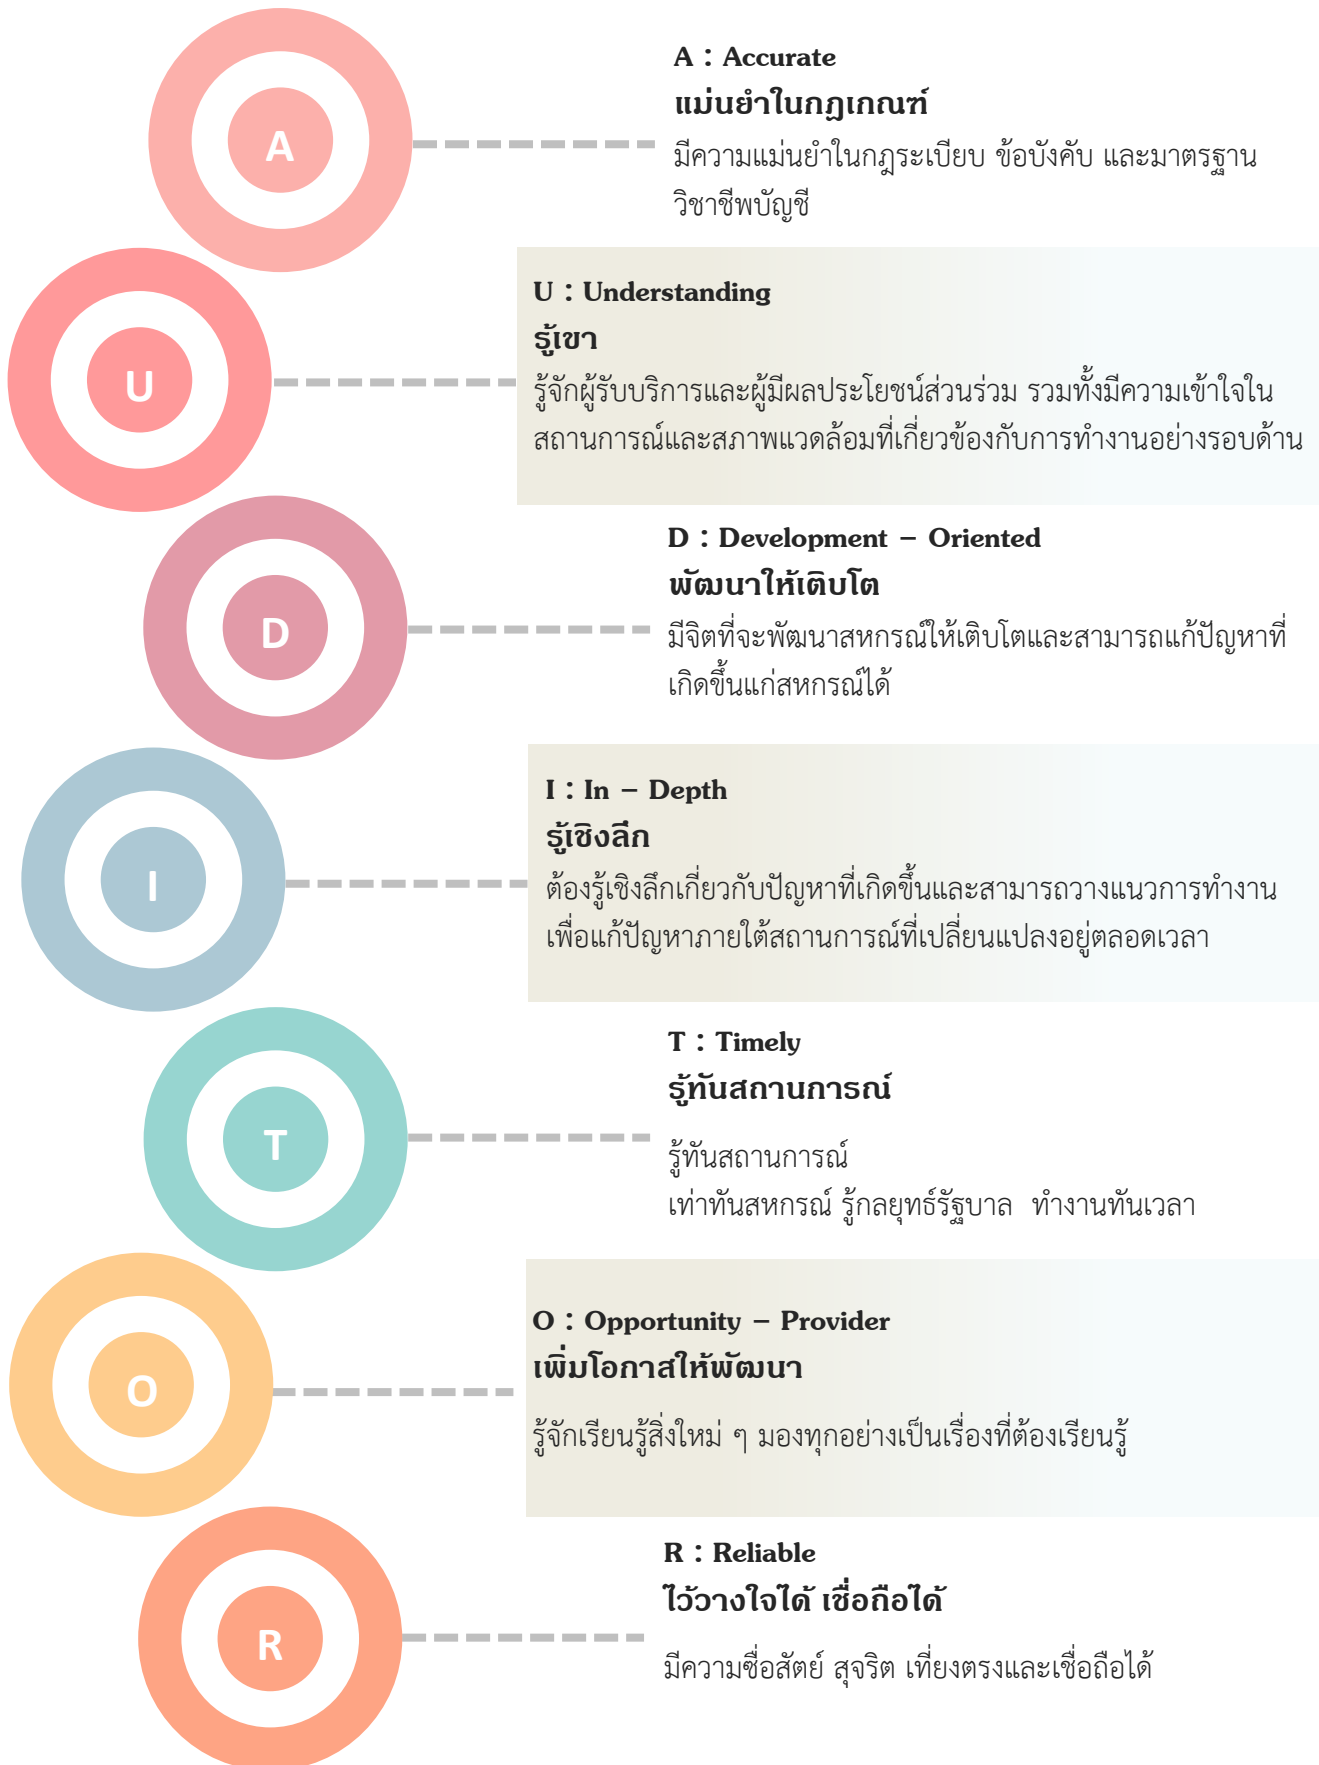 A
A : Accurate
แม่นยำในกฎเกณฑ์
มีความแม่นยำในกฎระเบียบ ข้อบังคับ และมาตรฐาน
วิชาชีพบัญชี
U
U : Understanding
รู้เขา
รู้จักผู้รับบริการและผู้มีผลประโยชน์ส่วนร่วม รวมทั้งมีความเข้าใจใน
สถานการณ์และสภาพแวดล้อมที่เกี่ยวข้องกับการทำงานอย่างรอบด้าน
D
D : Development – Oriented
พัฒนาให้เติบโต
มีจิตที่จะพัฒนาสหกรณ์ให้เติบโตและสามารถแก้ปัญหาที่
เกิดขึ้นแก่สหกรณ์ได้
I
I : In – Depth
รู้เชิงลึก
ต้องรู้เชิงลึกเกี่ยวกับปัญหาที่เกิดขึ้นและสามารถวางแนวการทำงาน
เพื่อแก้ปัญหาภายใต้สถานการณ์ที่เปลี่ยนแปลงอยู่ตลอดเวลา
T
T : Timely
รู้ทันสถานการณ์
รู้ทันสถานการณ์
เท่าทันสหกรณ์ รู้กลยุทธ์รัฐบาล  ทำงานทันเวลา
O
O : Opportunity – Provider
เพิ่มโอกาสให้พัฒนา
รู้จักเรียนรู้สิ่งใหม่ ๆ มองทุกอย่างเป็นเรื่องที่ต้องเรียนรู้
R
R : Reliable
ไว้วางใจได้ เชื่อถือได้
มีความซื่อสัตย์ สุจริต เที่ยงตรงและเชื่อถือได้